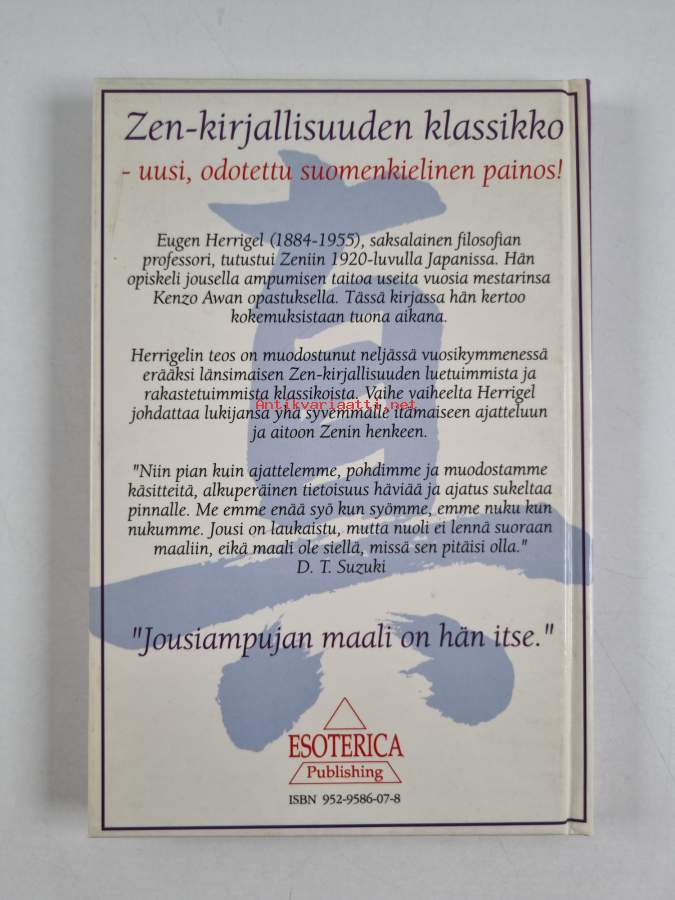 Zen-kirjallisuuden klassikko
- uusi, odotettu suomenkielinen painos!
Eugen Herrigel (1884-1955), saksalainen filosofian
professori, tutustui Zeniin 1920-luvulla Japanissa. Hän
opiskeli jousella ampumisen taitoa useita vuosia mestarinsa
Kenzo Awan opastuksella. Tässä kirjassa hän kertoo
kokemuksistaan tuona aikana.
Herrigelin teos on muodostunut neljässä vuosikymmenessä
erääksi länsimaisen Zen-kirjallisuuden luetuimmista ja
rakastetuimmista klassikoista. Vaihe vaiheelta Herrigel
Antikvariaatti.net
johdattaa lukijansa yhä syvemmälle itämaiseen ajatteluun
ja aitoon Zenin henkeen.
"Niin pian kuin ajattelemme, pohdimme ja muodostamme
käsitteitä, alkuperäinen tietoisuus häviää ja ajatus sukeltaa
pinnalle. Me emme enää syö kun syömme, emme nuku kun
nukumme. Jousi on laukaistu, mutta nuoli ei lennä suoraan
maaliin, eikä maali ole siellä, missä sen pitäisi olla."
D. T. Suzuki
"Jousiampujan maali on hän itse."
ESOTERICA
Publishing
ISBN 952-9586-07-8